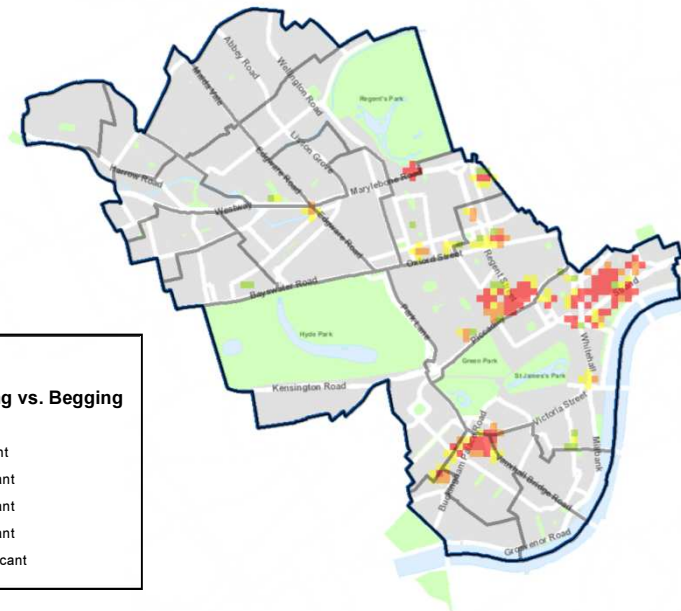 Abbey Road
Wellington Road
Maida Vale
Regent's Park
Lisson Grove
Harrow Road
Edgware Road
Marylebone Road
Westway
Edgware Road
Oxford Street
Regent Street
Bayswater Road
Park Lane
Piccadilly
Strand
Hyde Park
Green Park
Whitehall
St James's Park
Kensington Road
Victoria Street
Buckingham Palace Road
Millbank
Vauxhall Bridge Road
Grosvenor Road
g vs. Begging
nt
ant
ant
ant
icant